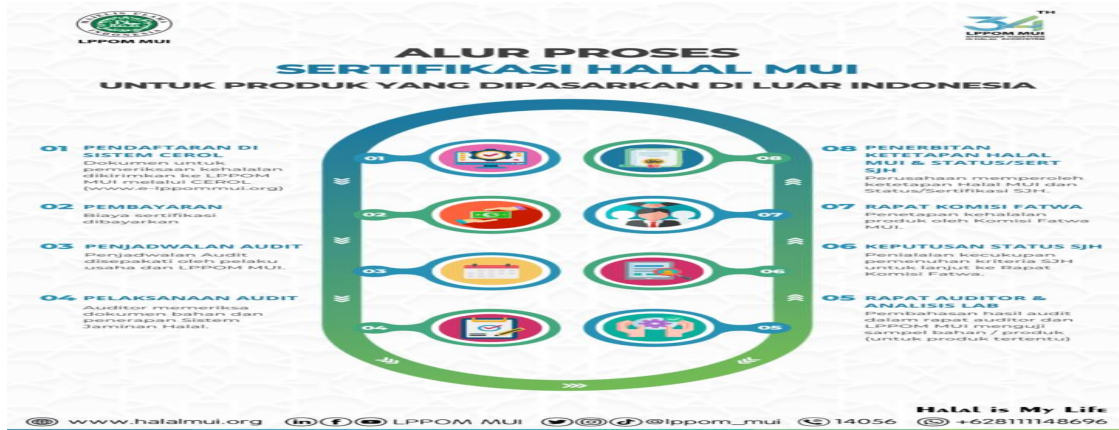 LPPOM MUI
34TH
LPPOM MUI
ALUR PROSES
SERTIFIKASI HALAL MUI
UNTUK PRODUK YANG DIPASARKAN DI LUAR INDONESIA
01 PENDAFTARAN DI
SISTEM CEROL
Dokumen untuk
pemeriksaan kehalalan
dikirimkan ke LPPOM
MUI melalui CEROL
(www.e-lppommui.org)
02 PEMBAYARAN
Biaya sertifikasi
dibayarkan
03 PENJADWALAN AUDIT
Penjadwalan Audit
disepakati oleh pelaku
usaha dan LPPOM MUI.
04 PELAKSANAAN AUDIT
Auditor memeriksa
dokumen bahan dan
penerapan Sistem
Jaminan Halal.
01
02
03
04
08
07
06
05
08 PENERBITAN
KETETAPAN HALAL
MUI & STATUS/SERT
SJH
Perusahaan memperoleh
ketetapan Halal MUI dan
Status/Sertifikasi SJH.
07 RAPAT KOMISI FATWA
Penetapan kehalalan
produk oleh Komisi Fatwa
MUI.
06 KEPUTUSAN STATUS SJH
Penialalan kecukupan
pemenuhan kriteria SJH
untuk lanjut ke Rapat
Komisi Fatwa.
05 RAPAT AUDITOR &
ANALISIS LAB
Pembahasan hasil audit
dalam rapat auditor dan
LPPOM MUI menguji
sampel bahan / produk
(untuk produk tertentu)
Halal is My Life
www.halalmui.org LPPOM MUI @lppom_mui 14056 +628111148696